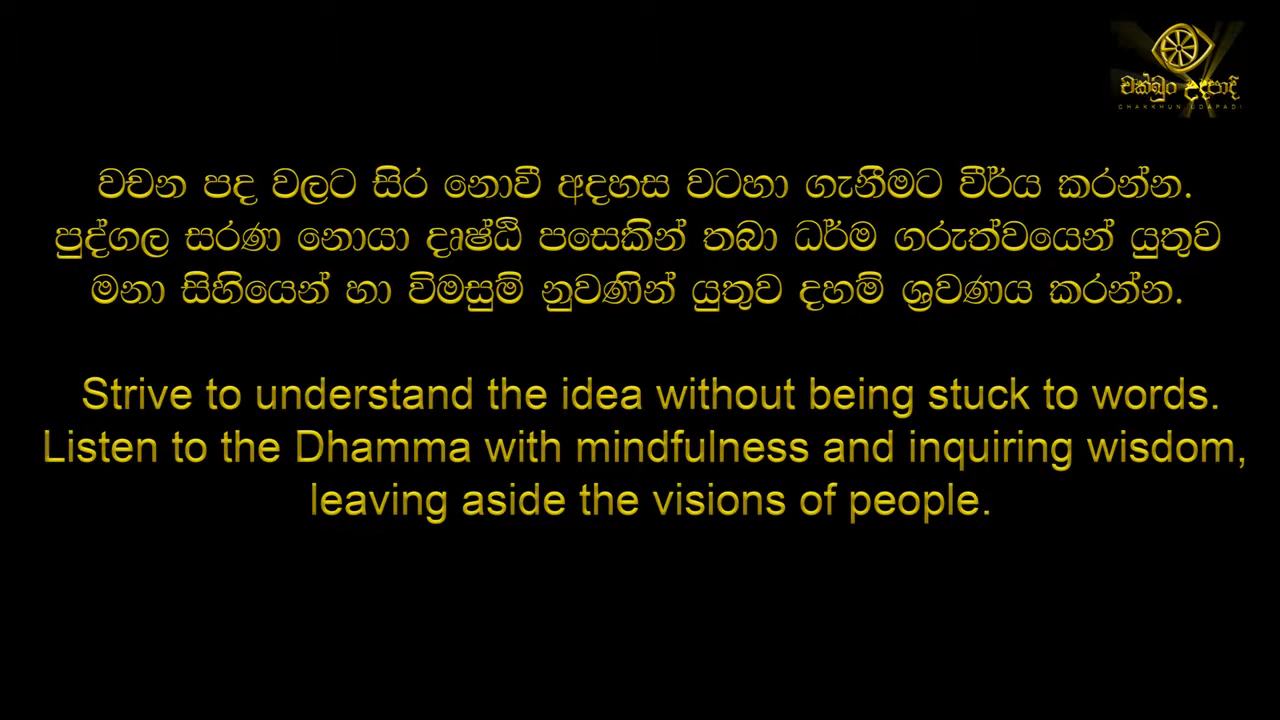 චක්ඛුං උදපාදි
CHAKKHUN UDAPADI
වචන පද වලට සිර නොවී අදහස වටහා ගැනීමට වීර්ය කරන්න.
පුද්ගල සරණ නොයා දෘෂ්ඨි පසෙකින් තබා ධර්ම ගරුත්වයෙන් යුතුව
මනා සිහියෙන් හා විමසුම් නුවණින් යුතුව දහම් ශ්‍රවණය කරන්න.
Strive to understand the idea without being stuck to words.
Listen to the Dhamma with mindfulness and inquiring wisdom,
leaving aside the visions of people.